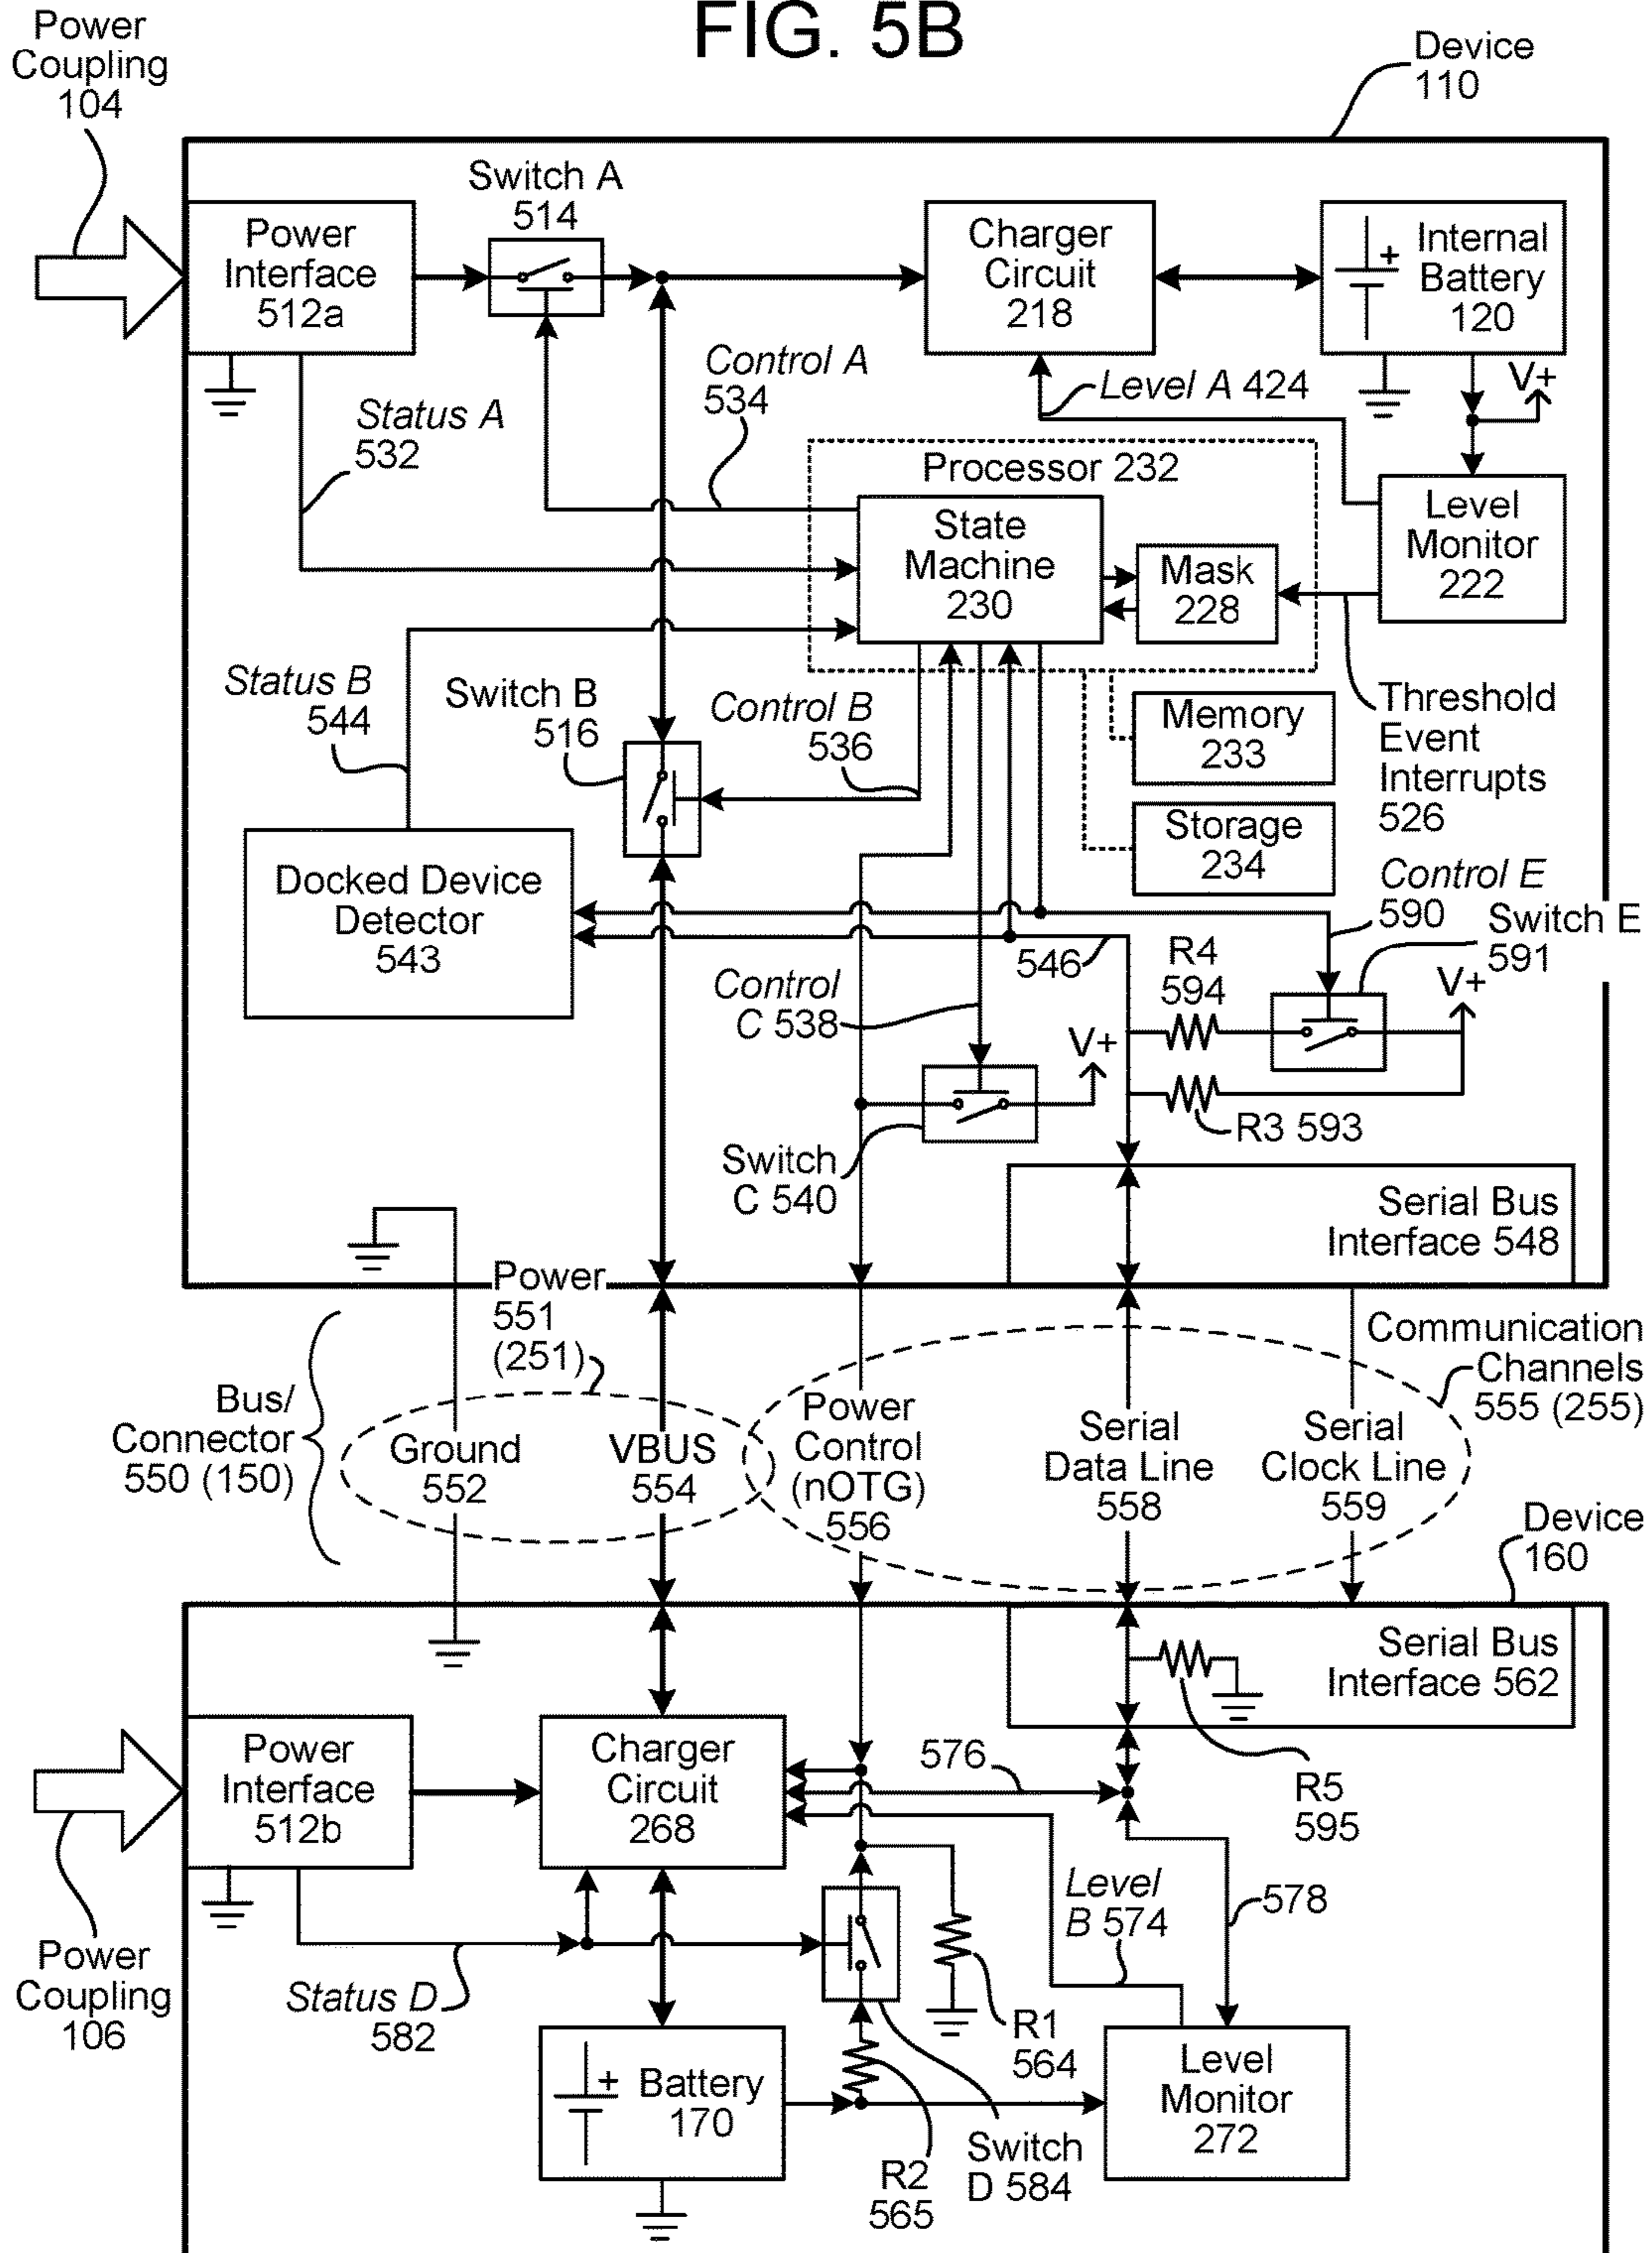 FIG. 5B
Power
Coupling
104
Device
110
Switch A
514
Power
Interface
512a
Charger
Circuit
218
+
Internal
Battery
120
Control A
534
Level A 424
V+
Status A
532
Processor 232
State
Machine
230
Mask
228
Level
Monitor
222
Status B
544
Switch B
516
Control B
536
Memory
233
Threshold
Event
Interrupts
526
Storage
234
Docked Device
Detector
543
Control E
590
Switch E
591
546
R4
594
V+
Control
C 538
V+
R3 593
Switch
C 540
Serial Bus
Interface 548
Power
551
(251)
Communication
Channels
555 (255)
Bus/
Connector
550 (150)
Ground
552
VBUS
554
Power
Control
(nOTG)
556
Serial
Data Line
558
Serial
Clock Line
559
Device
160
Serial Bus
Interface 562
Power
Interface
512b
Charger
Circuit
268
576
R5
595
Level
B 574
578
Power
Coupling
106
Status D
582
R1
564
+
Battery
170
Level
Monitor
272
R2
565
Switch
D 584